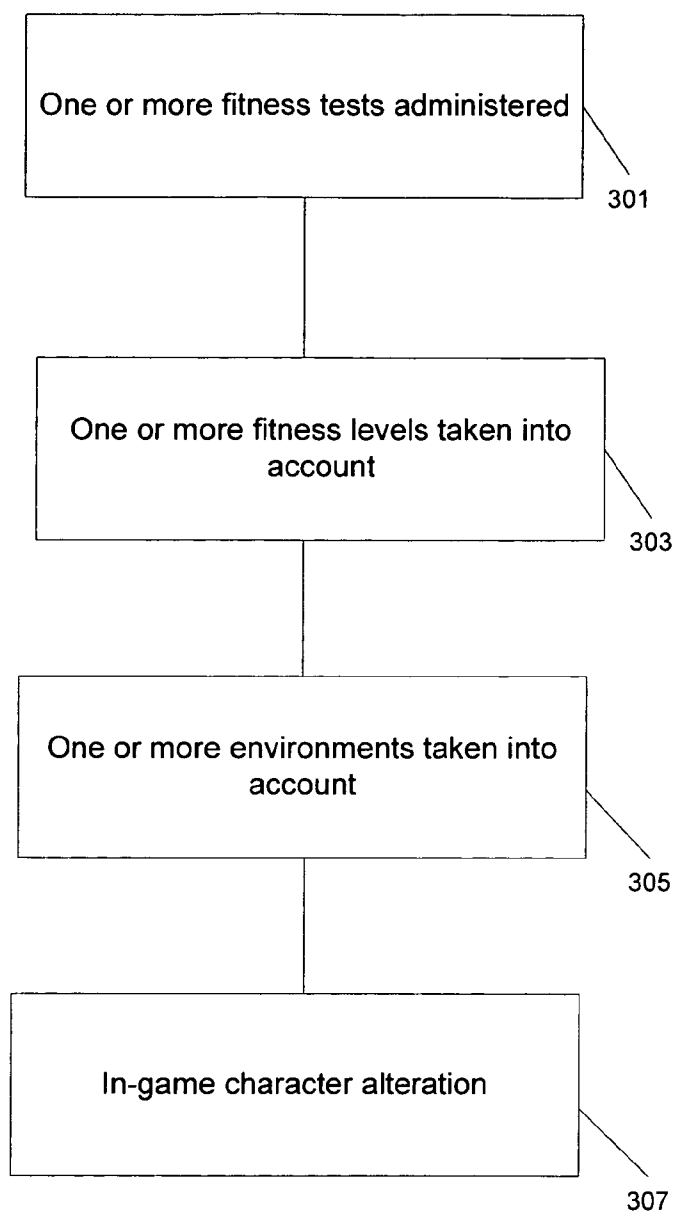 One or more fitness tests administered
301
One or more fitness levels taken into
account
303
One or more environments taken into
account
305
In-game character alteration
307